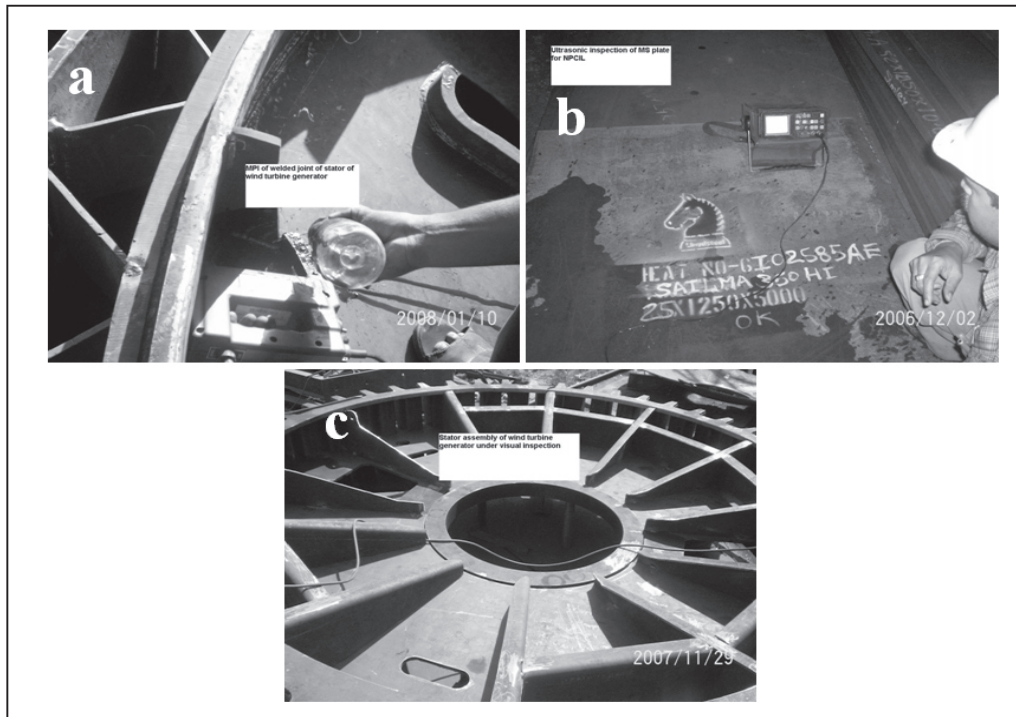 a
MPI of welded joint of stator of
wind turbine generator
2008/01/10
Ultrasonic inspection of MS plate
for NPCIL
b
HEAT NO-6I02585AE
SAILMA 350 HI
25X1250X5000
OK
2006/12/02
c
Stator assembly of wind turbine
generator under visual inspection
2007/11/29